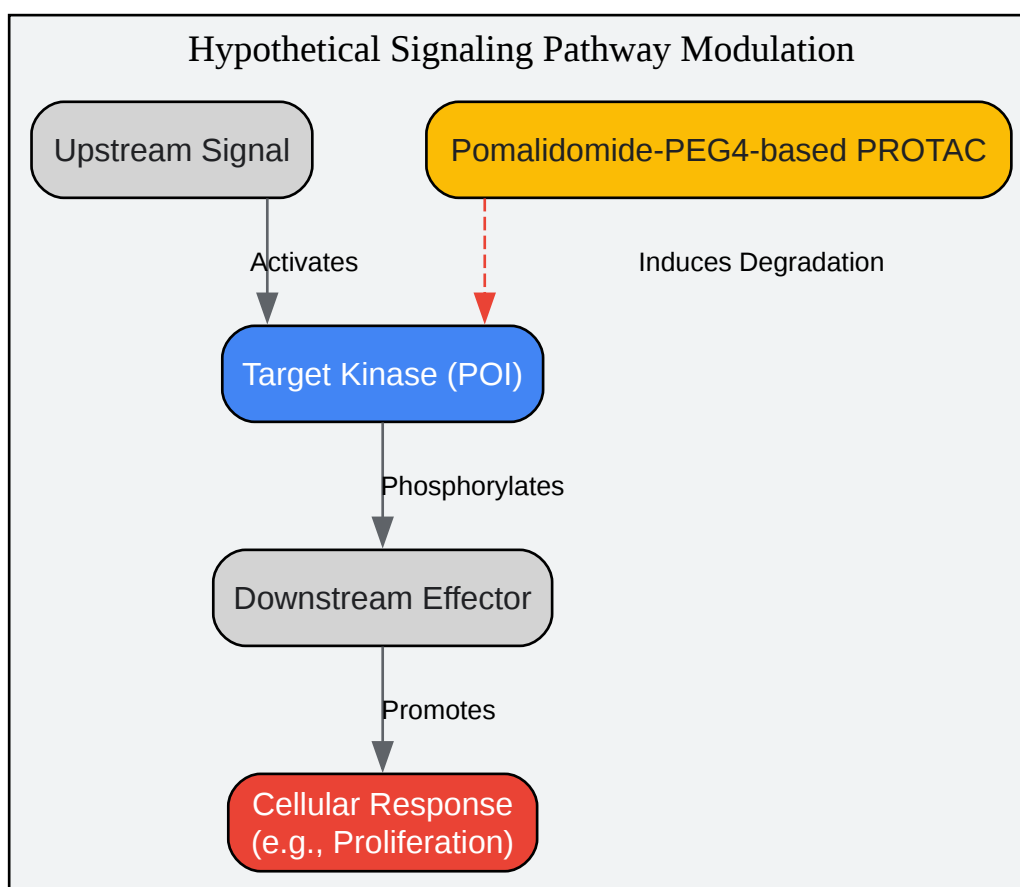 Hypothetical Signaling Pathway Modulation
Upstream Signal
Pomalidomide-PEG4-based PROTAC
Activates
Induces Degradation
Target Kinase (POI)
Phosphorylates
Downstream Effector
Promotes
Cellular Response
(e.g., Proliferation)